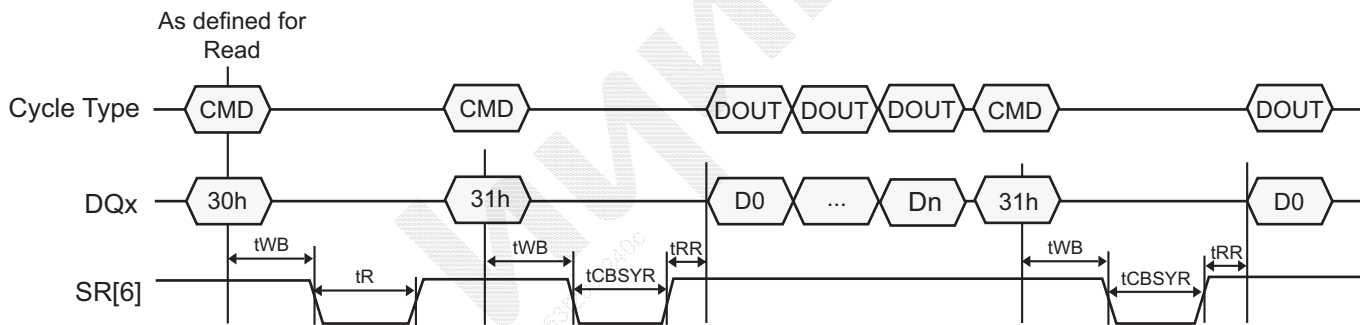 As defined for
Read
Cycle Type CMD CMD DOUT DOUT DOUT CMD DOUT
DQx 30h 31h D0 ... Dn 31h D0
tWB tWB tRR tWB tRR
tR tCBSYR tCBSYR
SR[6]